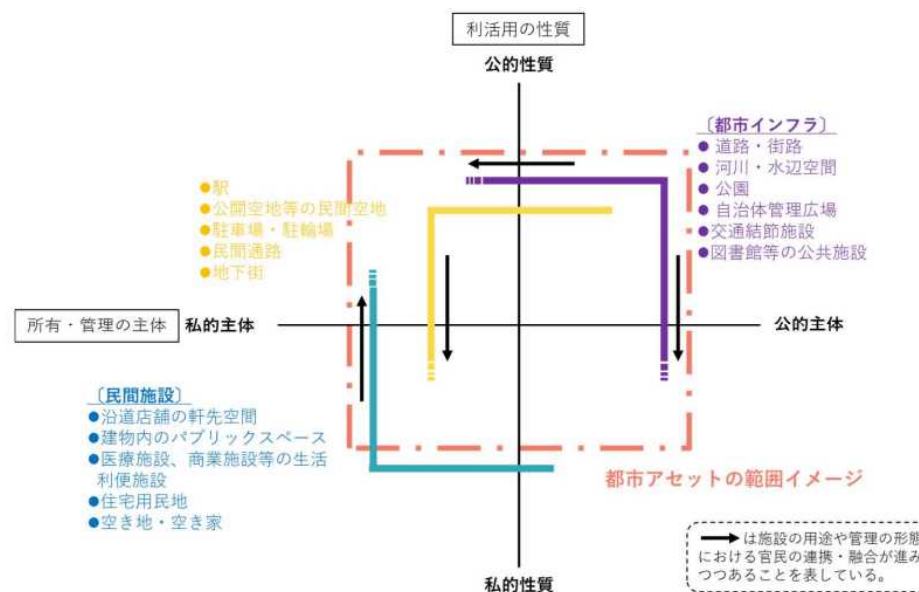 利活用の性質
公的性質
〔都市インフラ〕
● 道路・街路
● 河川・水辺空間
● 公園
● 自治体管理広場
●交通結節施設
●図書館等の公共施設
●駅
●公開空地等の民間空地
●駐車場・駐輪場
●民間通路
●地下街
所有・管理の主体
私的主体
公的主体
〔民間施設〕
●沿道店舗の軒先空間
●建物内のパブリックスペース
●医療施設、商業施設等の生活
利便施設
●住宅用民地
●空き地・空き家
都市アセットの範囲イメージ
は施設の用途や管理の形態
における官民の連携・融合が進み
つつあることを表している。
私的性質